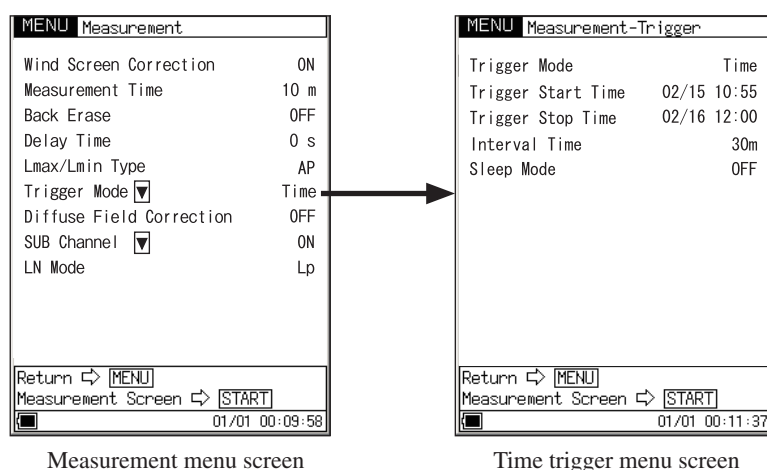 MENU Measurement
Wind Screen Correction ON
Measurement Time 10 m
Back Erase OFF
Delay Time 0 s
Lmax/Lmin Type AP
Trigger Mode ▼ Time
Diffuse Field Correction OFF
SUB Channel ▼ ON
LN Mode Lp
Return ⇨ MENU
Measurement Screen ⇨ START
01/01 00:09:58
Measurement menu screen
MENU Measurement-Trigger
Trigger Mode Time
Trigger Start Time 02/15 10:55
Trigger Stop Time 02/16 12:00
Interval Time 30m
Sleep Mode OFF
Return ⇨ MENU
Measurement Screen ⇨ START
01/01 00:11:37
Time trigger menu screen